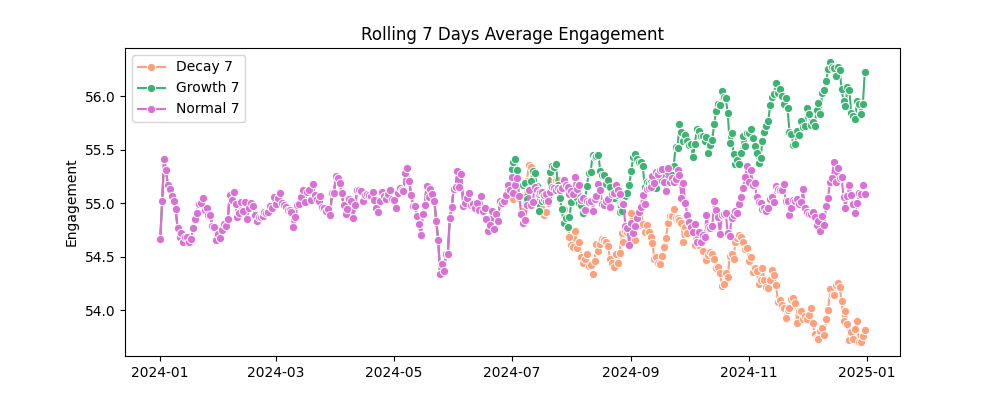 Rolling 7 Days Average Engagement
Decay 7
Growth 7
Normal 7
Engagement
56.0
55.5
55.0
54.5
54.0
2024-01
2024-03
2024-05
2024-07
2024-09
2024-11
2025-01